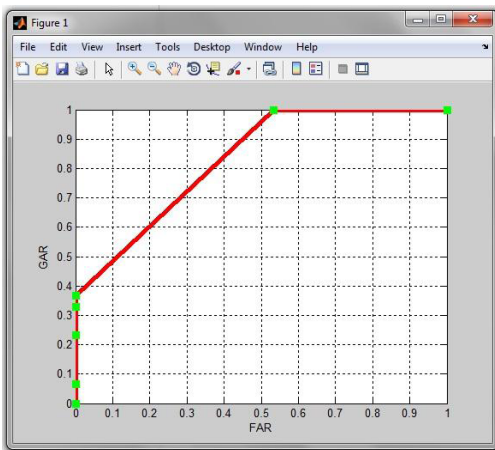 Figure 1
File Edit View Insert Tools Desktop Window Help
1
0.9
0.8
0.7
0.6
0.5
0.4
0.3
0.2
0.1
0
GAR
0 0.1 0.2 0.3 0.4 0.5 0.6 0.7 0.8 0.9 1
FAR